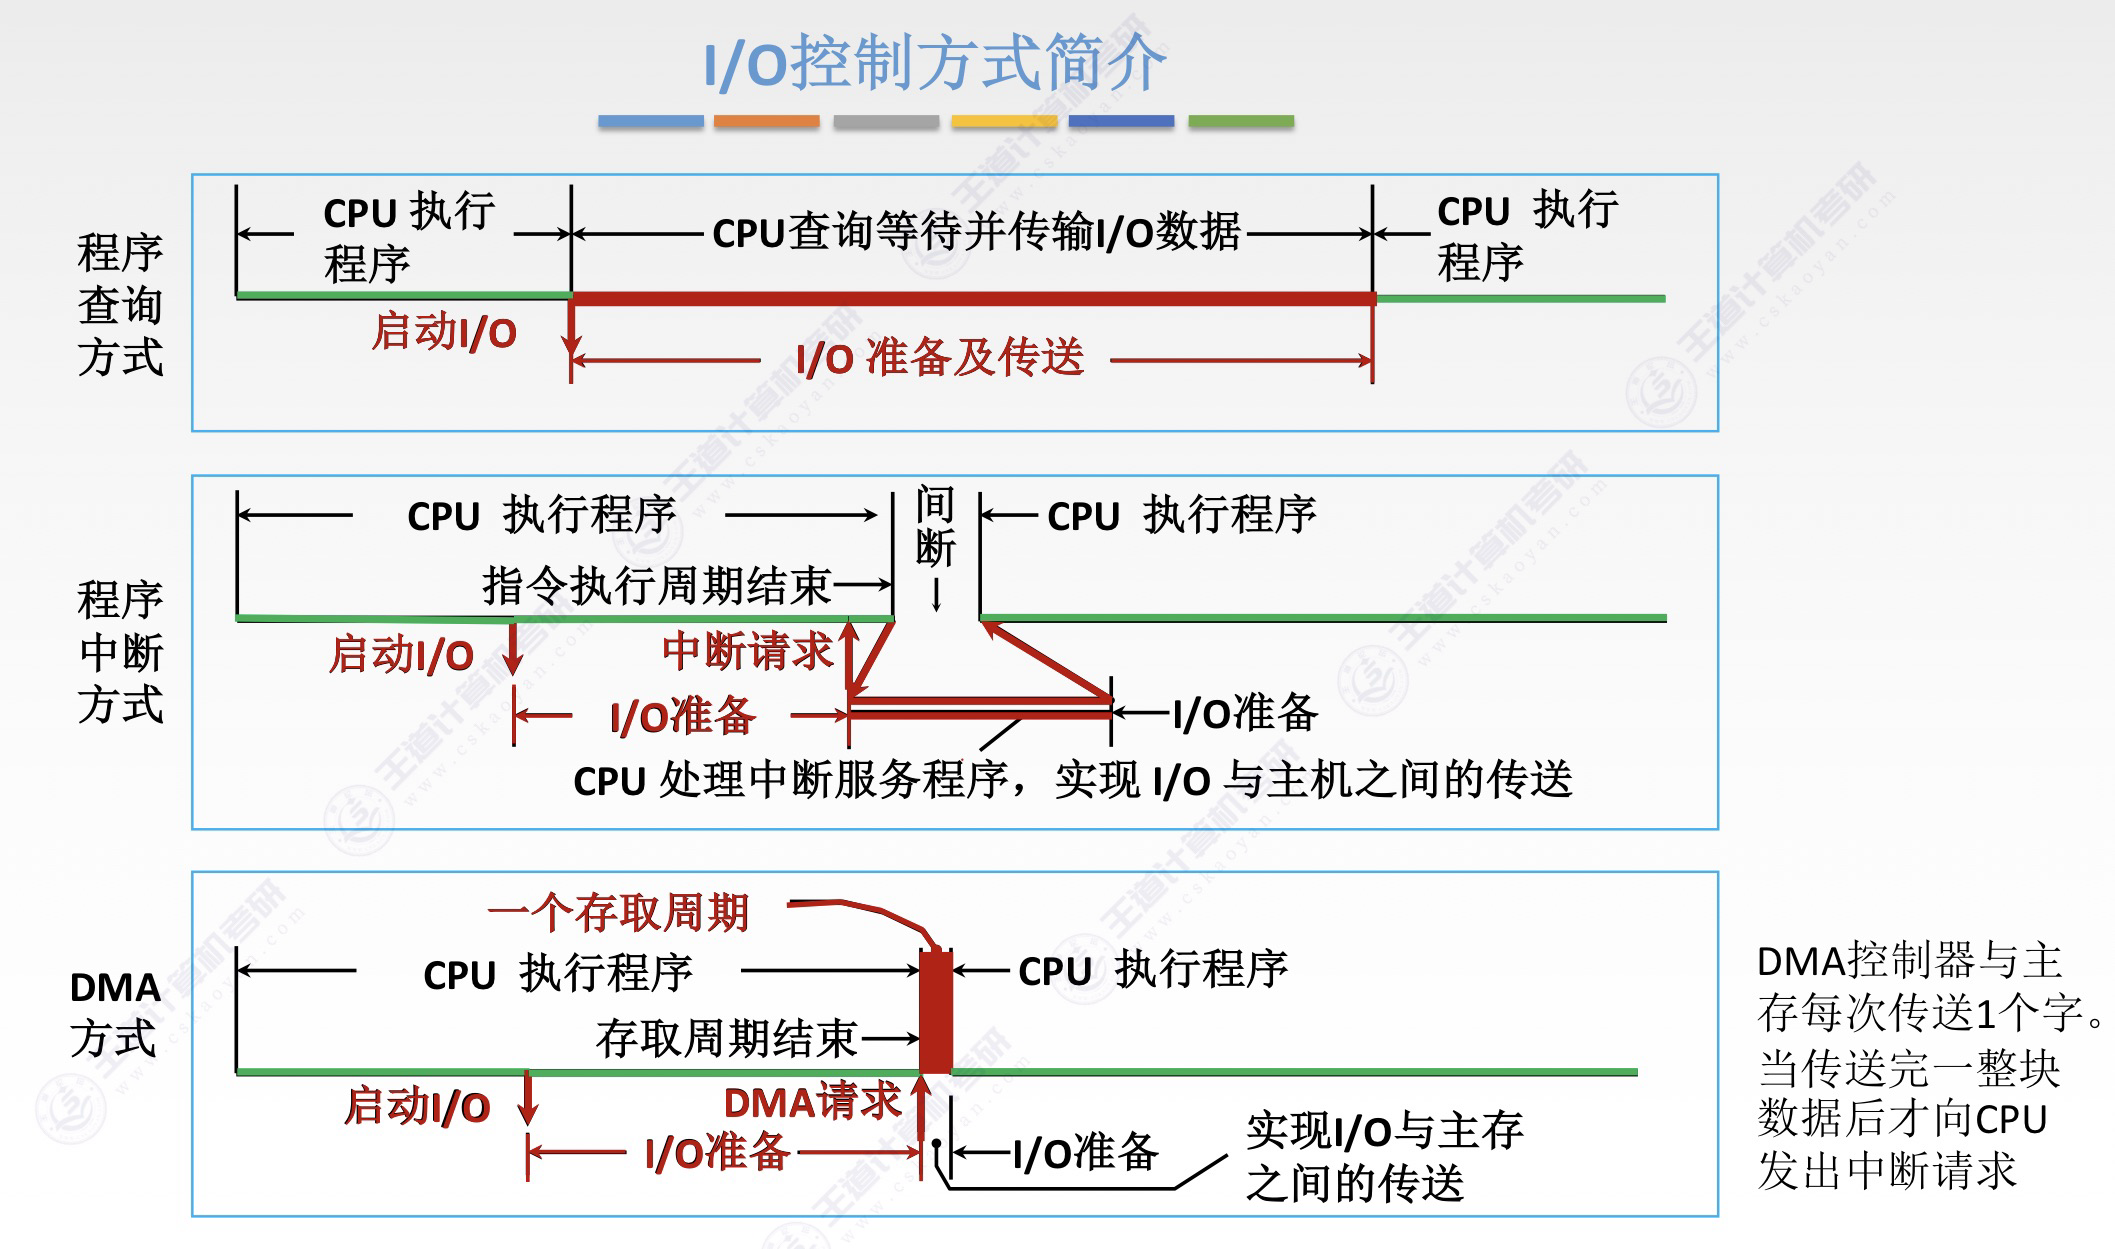 I/O控制方式简介
程序
查询
方式
CPU 执行
程序
CPU查询等待并传输I/O数据
CPU 执行
程序
启动I/O
I/O 准备及传送
程序
中断
方式
CPU 执行程序
间
断
CPU 执行程序
指令执行周期结束
启动I/O
中断请求
I/O准备
I/O准备
CPU 处理中断服务程序，实现 I/O 与主机之间的传送
DMA
方式
一个存取周期
CPU 执行程序
CPU 执行程序
存取周期结束
启动I/O
DMA请求
I/O准备
I/O准备
实现I/O与主存
之间的传送
DMA控制器与主
存每次传送1个字。
当传送完一整块
数据后才向CPU
发出中断请求
王道计算机考研
www.cskaoyan.com